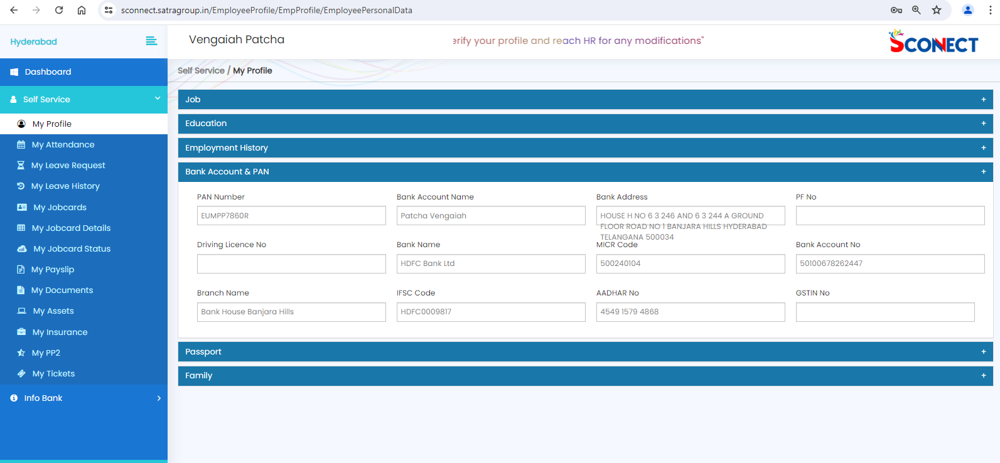 sconnect.satragroup.in/EmployeeProfile/EmpProfile/EmployeePersonalData
Hyderabad
Vengaiah Patcha
erify your profile and reach HR for any modifications"
SCONNECT
Dashboard
Self Service
My Profile
My Attendance
My Leave Request
My Leave History
My Jobcards
My Jobcard Details
My Jobcard Status
My Payslip
My Documents
My Assets
My Insurance
My PP2
My Tickets
Info Bank
Self Service / My Profile
Job +
Education +
Employment History +
Bank Account & PAN +
PAN Number
EUMPP7860R
Bank Account Name
Patcha Vengaiah
Bank Address
HOUSE H NO 6 3 246 AND 6 3 244 A GROUND
FLOOR ROAD NO 1 BANJARA HILLS HYDERABAD
TELANGANA 500034
PF No
Driving Licence No
Bank Name
HDFC Bank Ltd
MICR Code
500240104
Bank Account No
50100678262447
Branch Name
Bank House Banjara Hills
IFSC Code
HDFC0009817
AADHAR No
4549 1579 4868
GSTIN No
Passport +
Family +